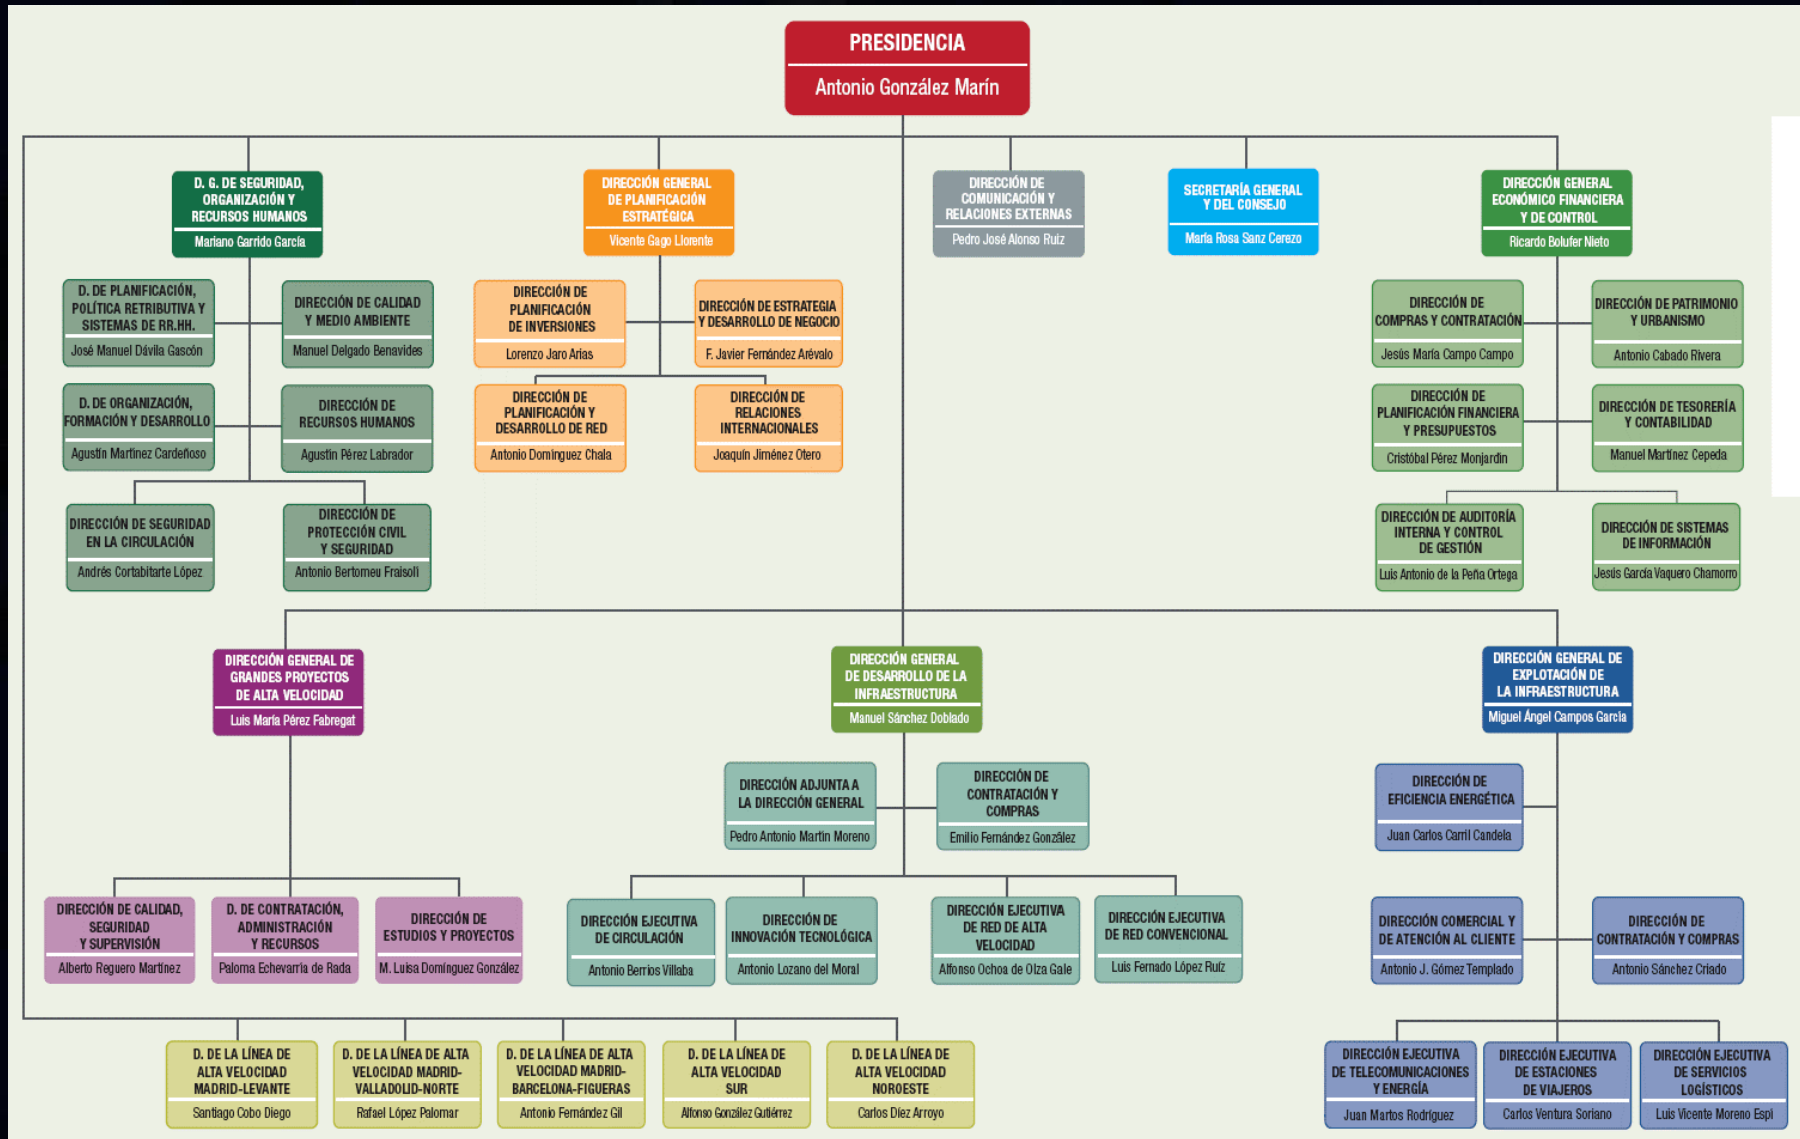 PRESIDENCIA
Antonio González Marín
D. G. DE SEGURIDAD,
ORGANIZACIÓN Y
RECURSOS HUMANOS
Mariano Garrido García
DIRECCIÓN GENERAL
DE PLANIFICACIÓN
ESTRATÉGICA
Vicente Gago Llorente
DIRECCIÓN DE
COMUNICACIÓN Y
RELACIONES EXTERNAS
Pedro José Alonso Ruiz
SECRETARÍA GENERAL
Y DEL CONSEJO
María Rosa Sanz Cerezo
DIRECCIÓN GENERAL
ECONÓMICO FINANCIERA
Y DE CONTROL
Ricardo Bolufer Nieto
D. DE PLANIFICACIÓN,
POLÍTICA RETRIBUTIVA Y
SISTEMAS DE RR.HH.
José Manuel Dávila Gascón
DIRECCIÓN DE CALIDAD
Y MEDIO AMBIENTE
Manuel Delgado Benavides
DIRECCIÓN DE
PLANIFICACIÓN
DE INVERSIONES
Lorenzo Jaro Arias
DIRECCIÓN DE ESTRATEGIA
Y DESARROLLO DE NEGOCIO
F. Javier Fernández Arévalo
DIRECCIÓN DE
COMPRAS Y CONTRATACIÓN
Jesús María Campo Campo
DIRECCIÓN DE PATRIMONIO
Y URBANISMO
Antonio Cabado Rivera
D. DE ORGANIZACIÓN,
FORMACIÓN Y DESARROLLO
Agustín Martínez Cardeñoso
DIRECCIÓN DE
RECURSOS HUMANOS
Agustín Pérez Labrador
DIRECCIÓN DE
PLANIFICACIÓN Y
DESARROLLO DE RED
Antonio Domínguez Chala
DIRECCIÓN DE
RELACIONES
INTERNACIONALES
Joaquín Jiménez Otero
DIRECCIÓN DE
PLANIFICACIÓN FINANCIERA
Y PRESUPUESTOS
Cristóbal Pérez Monjardin
DIRECCIÓN DE TESORERÍA
Y CONTABILIDAD
Manuel Martínez Cepeda
DIRECCIÓN DE SEGURIDAD
EN LA CIRCULACIÓN
Andrés Cortabitarte López
DIRECCIÓN DE
PROTECCIÓN CIVIL
Y SEGURIDAD
Antonio Bertomeu Fraisoli
DIRECCIÓN DE AUDITORÍA
INTERNA Y CONTROL
DE GESTIÓN
Luis Antonio de la Peña Ortega
DIRECCIÓN DE SISTEMAS
DE INFORMACIÓN
Jesús García Vaquero Chamorro
DIRECCIÓN GENERAL DE
GRANDES PROYECTOS
DE ALTA VELOCIDAD
Luis María Pérez Fabregat
DIRECCIÓN GENERAL
DE DESARROLLO DE LA
INFRAESTRUCTURA
Manuel Sánchez Doblado
DIRECCIÓN GENERAL DE
EXPLOTACIÓN DE
LA INFRAESTRUCTURA
Miguel Ángel Campos García
DIRECCIÓN ADJUNTA A
LA DIRECCIÓN GENERAL
Pedro Antonio Martin Moreno
DIRECCIÓN DE
CONTRATACIÓN Y
COMPRAS
Emilio Fernández González
DIRECCIÓN DE
EFICIENCIA ENERGÉTICA
Juan Carlos Carril Candela
DIRECCIÓN DE CALIDAD,
SEGURIDAD
Y SUPERVISIÓN
Alberto Reguero Martínez
D. DE CONTRATACIÓN,
ADMINISTRACIÓN
Y RECURSOS
Paloma Echevarría de Rada
DIRECCIÓN DE
ESTUDIOS Y PROYECTOS
M. Luisa Domínguez González
DIRECCIÓN EJECUTIVA
DE CIRCULACIÓN
Antonio Berrios Villaba
DIRECCIÓN DE
INNOVACIÓN TECNOLÓGICA
Antonio Lozano del Moral
DIRECCIÓN EJECUTIVA
DE RED DE ALTA
VELOCIDAD
Alfonso Ochoa de Olza Gale
DIRECCIÓN EJECUTIVA
DE RED CONVENCIONAL
Luis Fernado López Ruíz
DIRECCIÓN COMERCIAL Y
DE ATENCIÓN AL CLIENTE
Antonio J. Gómez Templado
DIRECCIÓN DE
CONTRATACIÓN Y COMPRAS
Antonio Sánchez Criado
D. DE LA LÍNEA DE
ALTA VELOCIDAD
MADRID-LEVANTE
Santiago Cobo Diego
D. DE LA LÍNEA DE ALTA
VELOCIDAD MADRID-
VALLADOLID-NORTE
Rafael López Palomar
D. DE LA LÍNEA DE ALTA
VELOCIDAD MADRID-
BARCELONA-FIGUERAS
Antonio Fernández Gil
D. DE LA LÍNEA DE
ALTA VELOCIDAD
SUR
Alfonso González Gutiérrez
D. DE LA LÍNEA DE
ALTA VELOCIDAD
NOROESTE
Carlos Díez Arroyo
DIRECCIÓN EJECUTIVA
DE TELECOMUNICACIONES
Y ENERGÍA
Juan Martos Rodríguez
DIRECCIÓN EJECUTIVA
DE ESTACIONES
DE VIAJEROS
Carlos Ventura Soriano
DIRECCIÓN EJECUTIVA
DE SERVICIOS
LOGÍSTICOS
Luis Vicente Moreno Espí